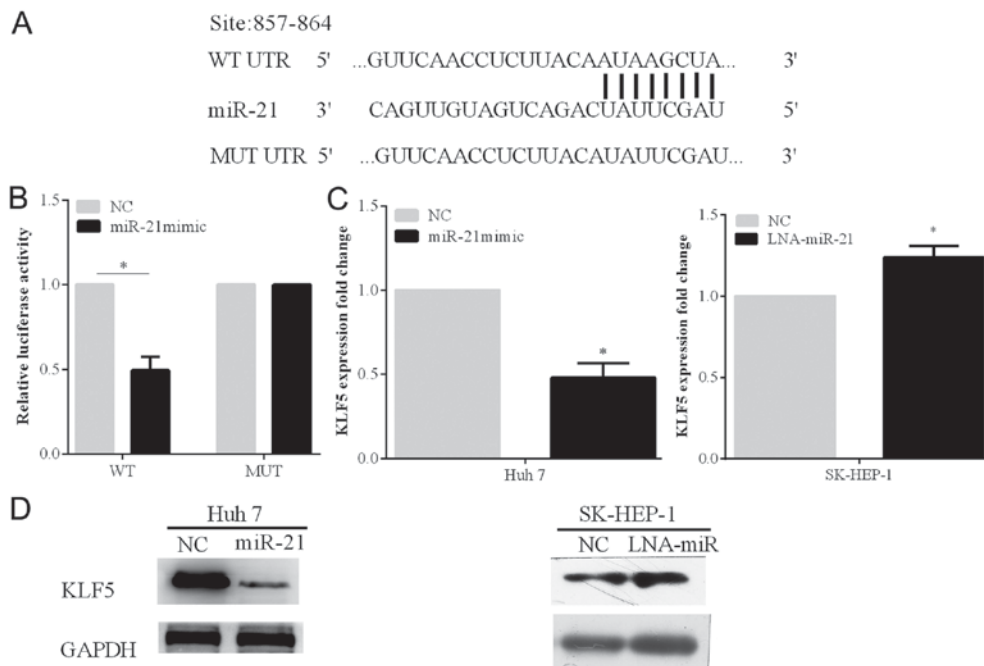 A
Site:857-864
WT UTR 5' ...GUUCAACCUCUUACAAUAAGCUA... 3'
miR-21 3' CAGUUGUAGUCAGACUAUUCGAU 5'
MUT UTR 5' ...GUUCAACCUCUUACAUAUUCGAU... 3'
B
Relative luciferase activity
1.5
1.0
0.5
0.0
NC
miR-21mimic
*
WT MUT
C
KLF5 expression fold change
1.5
1.0
0.5
0.0
NC
miR-21mimic
*
Huh 7
KLF5 expression fold change
1.5
1.0
0.5
0.0
NC
LNA-miR-21
*
SK-HEP-1
D
Huh 7
NC miR-21
SK-HEP-1
NC LNA-miR
KLF5
GAPDH